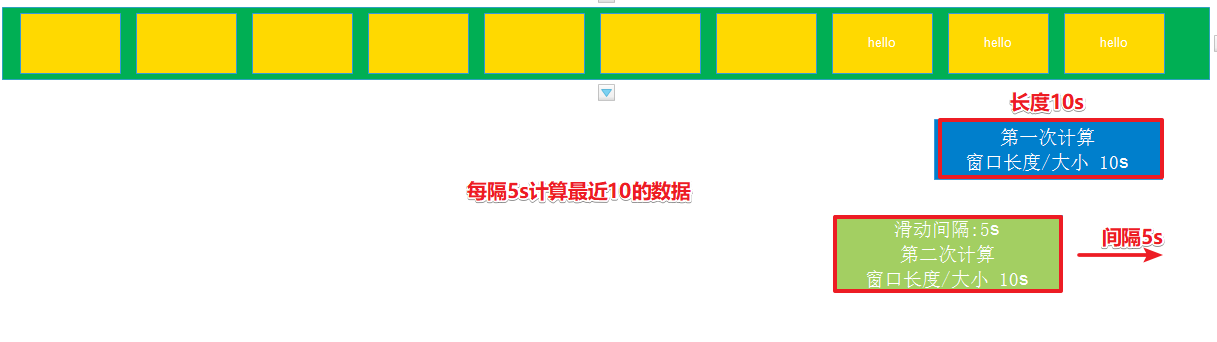 hello
hello
hello
长度10s
第一次计算
窗口长度/大小 10s
每隔5s计算最近10的数据
滑动间隔:5s
第二次计算
窗口长度/大小 10s
间隔5s